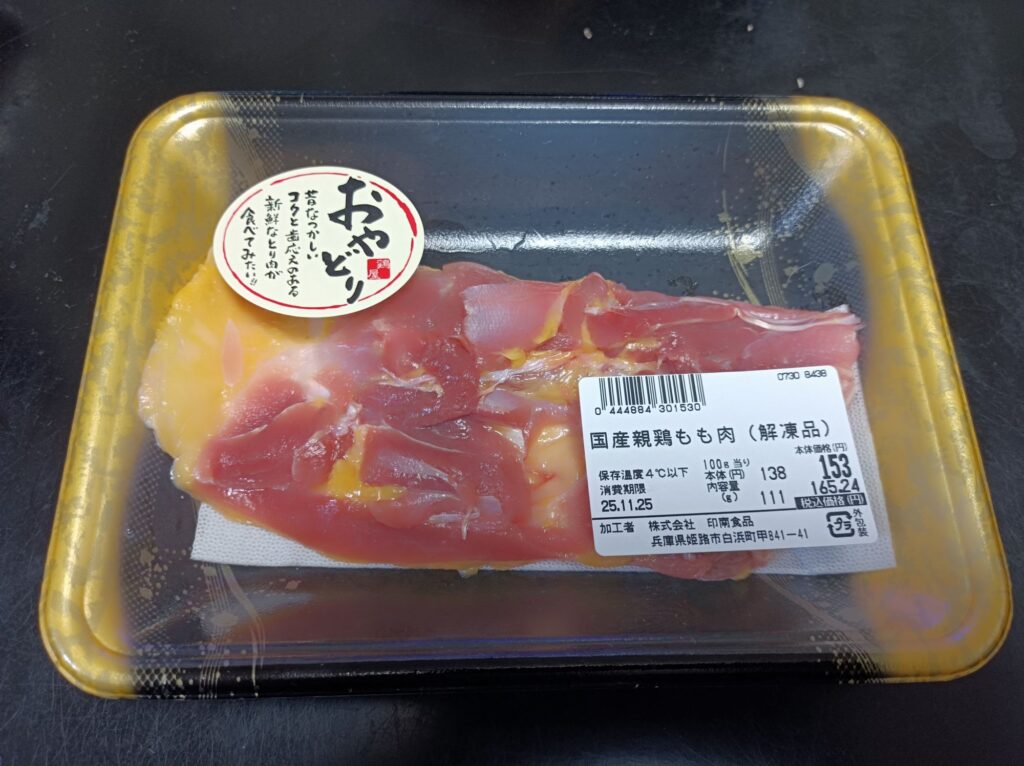 おやどり
鶏屋
昔なつかしい
コクと歯応えのある
新鮮なとり肉が
食べてみたい!!
0730 8438
0 444884 301530
国産親鶏もも肉（解凍品）
保存温度4℃以下
消費期限
25.11.25
100g当り
本体(円) 138
内容量
(g) 111
本体価格(円)
153
165.24
税込価格(円)
加工者 株式会社 印南食品
兵庫県姫路市白浜町甲841-41
プラ
外包装